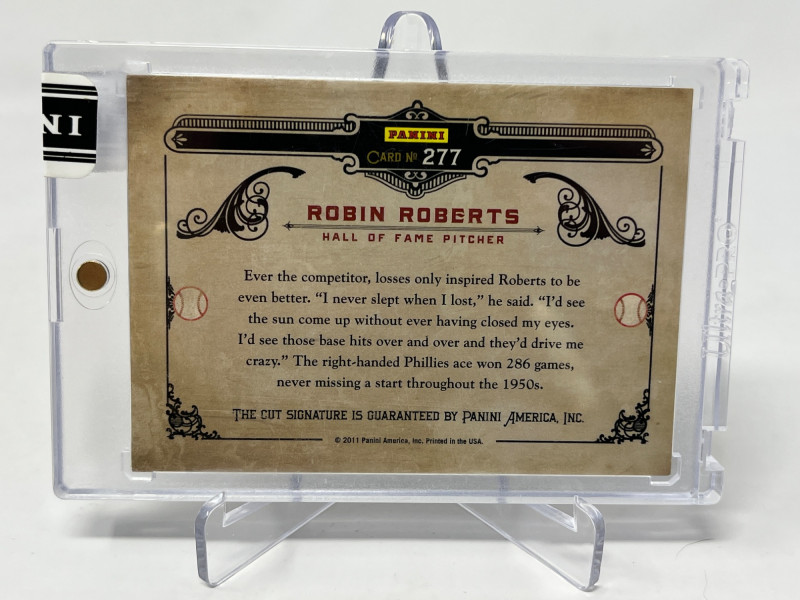 NI
PANINI
CARD Nº 277
ROBIN ROBERTS
HALL OF FAME PITCHER
Ever the competitor, losses only inspired Roberts to be
even better. “I never slept when I lost,” he said. “I’d see
the sun come up without ever having closed my eyes.
I’d see those base hits over and over and they’d drive me
crazy.” The right-handed Phillies ace won 286 games,
never missing a start throughout the 1950s.
THE CUT SIGNATURE IS GUARANTEED BY PANINI AMERICA, INC.
© 2011 Panini America, Inc. Printed in the USA.